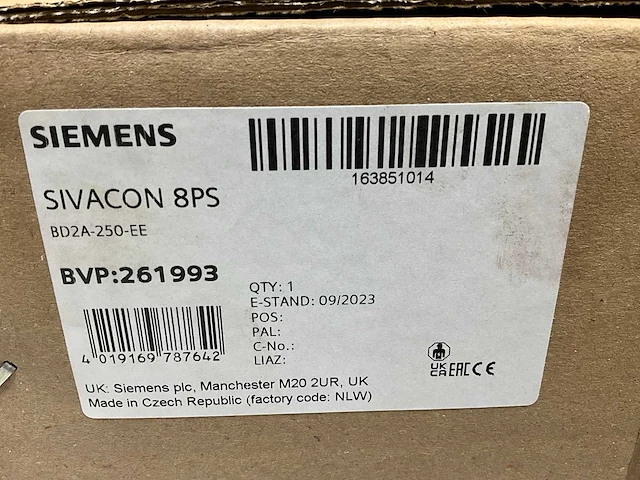 SIEMENS
163851014
SIVACON 8PS
BD2A-250-EE
BVP:261993
QTY: 1
E-STAND: 09/2023
POS:
PAL:
C-No.:
LIAZ:
4 019169 787642
UK CA EAC CE
UK: Siemens plc, Manchester M20 2UR, UK
Made in Czech Republic (factory code: NLW)